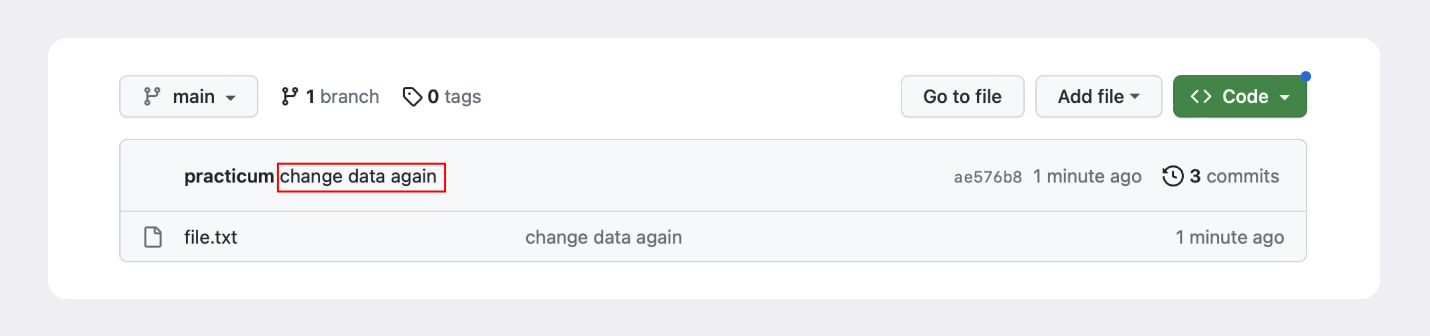 main 1 branch 0 tags Go to file Add file <> Code
practicum change data again ae576b8 1 minute ago 3 commits
file.txt change data again 1 minute ago